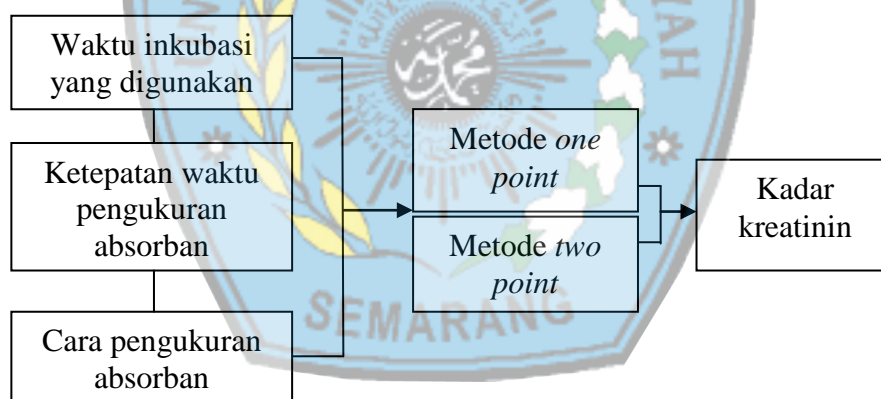 Waktu inkubasi
yang digunakan
Ketepatan waktu
pengukuran
absorban
Cara pengukuran
absorban
Metode one
point
Metode two
point
Kadar
kreatinin
SEMARANG